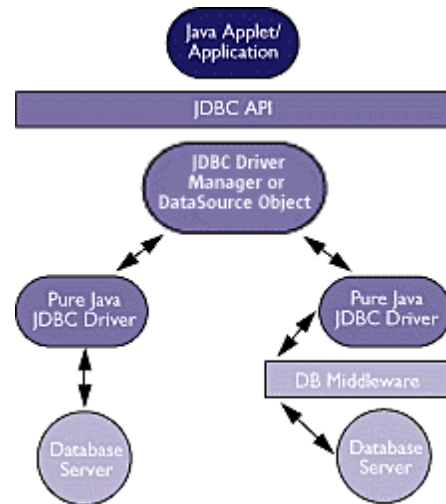 Java Applet/
Application
JDBC API
JDBC Driver
Manager or
DataSource Object
Pure Java
JDBC Driver
Pure Java
JDBC Driver
DB Middleware
Database
Server
Database
Server